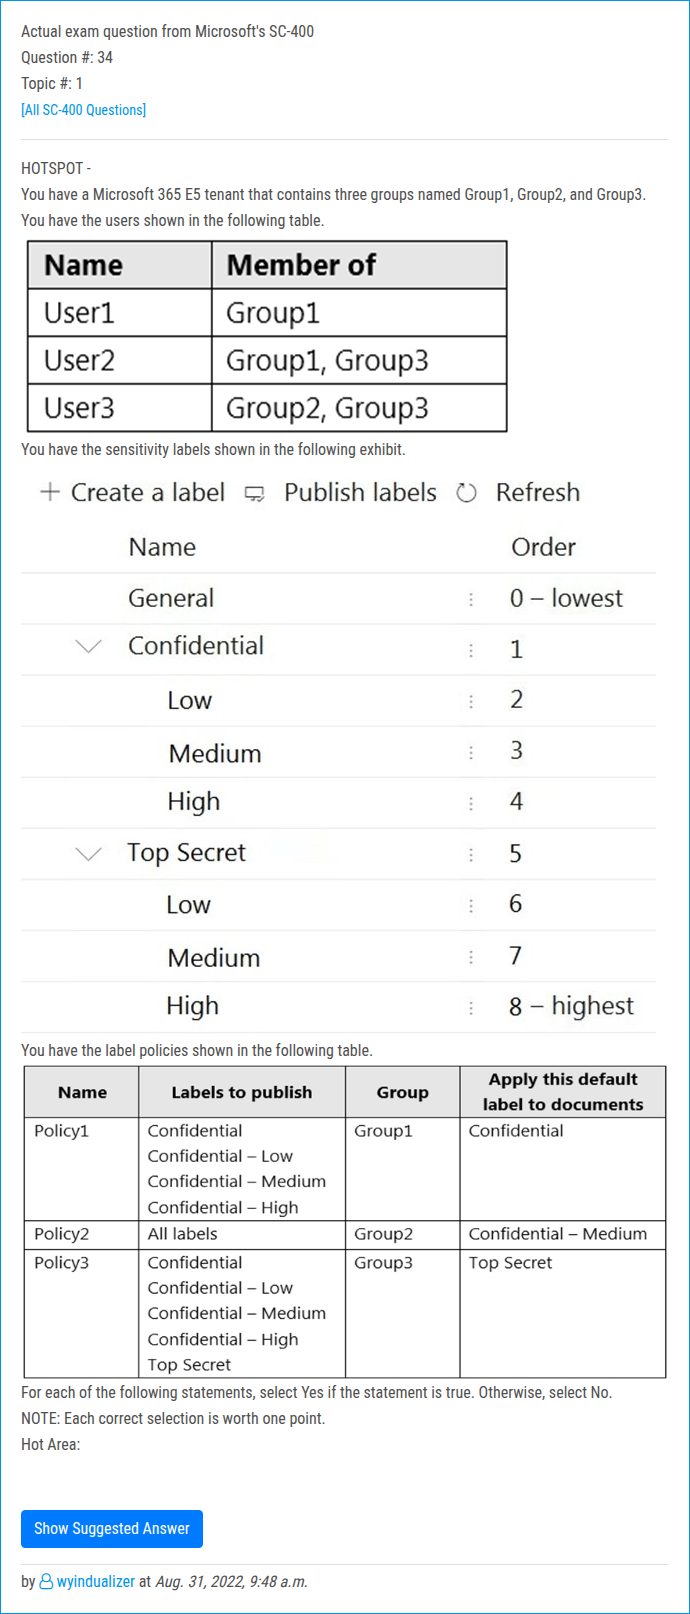 Actual exam question from Microsoft's SC-400
Question #: 34
Topic #: 1
[All SC-400 Questions]
HOTSPOT -
You have a Microsoft 365 E5 tenant that contains three groups named Group1, Group2, and Group3.
You have the users shown in the following table.
Name Member of
User1 Group1
User2 Group1, Group3
User3 Group2, Group3
You have the sensitivity labels shown in the following exhibit.
+ Create a label Publish labels Refresh
Name Order
General 0 – lowest
Confidential 1
Low 2
Medium 3
High 4
Top Secret 5
Low 6
Medium 7
High 8 – highest
You have the label policies shown in the following table.
Name Labels to publish Group Apply this default
label to documents
Policy1 Confidential Group1 Confidential
Confidential – Low
Confidential – Medium
Confidential – High
Policy2 All labels Group2 Confidential – Medium
Policy3 Confidential Group3 Top Secret
Confidential – Low
Confidential – Medium
Confidential – High
Top Secret
For each of the following statements, select Yes if the statement is true. Otherwise, select No.
NOTE: Each correct selection is worth one point.
Hot Area:
Show Suggested Answer
by wyindualizer at Aug. 31, 2022, 9:48 a.m.